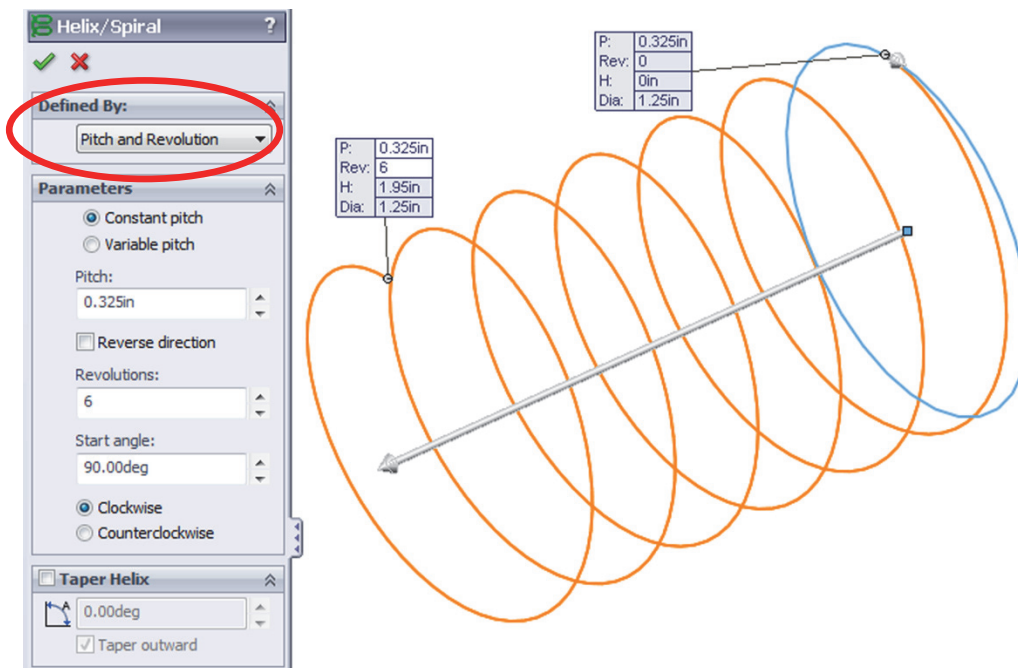 Helix/Spiral ?
Defined By:
Pitch and Revolution
Parameters
Constant pitch
Variable pitch
Pitch:
0.325in
Reverse direction
Revolutions:
6
Start angle:
90.00deg
Clockwise
Counterclockwise
Taper Helix
A
0.00deg
Taper outward
P: 0.325in
Rev: 6
H: 1.95in
Dia: 1.25in
P: 0.325in
Rev: 0
H: 0in
Dia: 1.25in